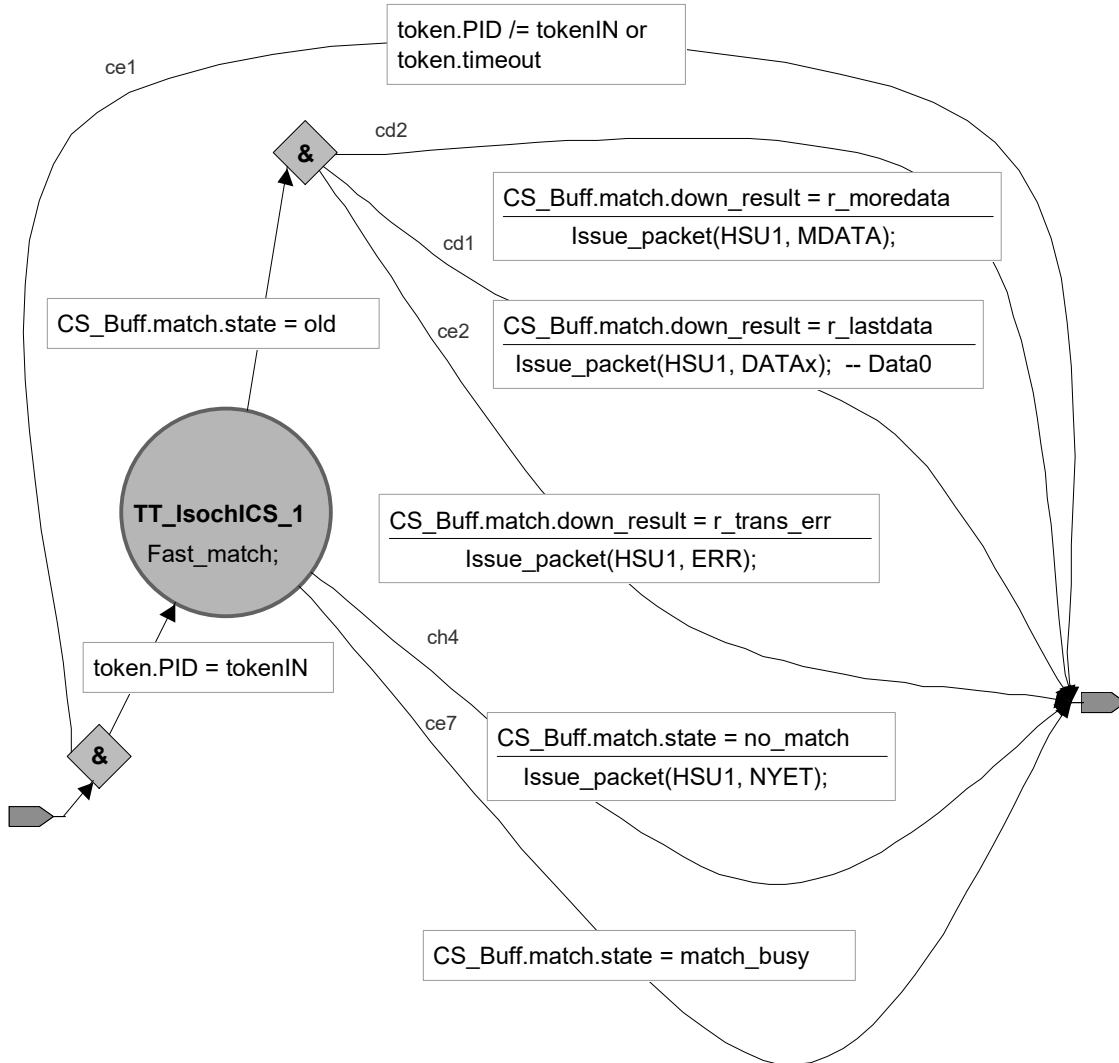 token.PID /= tokenIN or
token.timeout
ce1
cd2
&
CS_Buff.match.down_result = r_moredata
Issue_packet(HSU1, MDATA);
cd1
CS_Buff.match.state = old
ce2
CS_Buff.match.down_result = r_lastdata
Issue_packet(HSU1, DATAx);  -- Data0
TT_IsochICS_1
Fast_match;
CS_Buff.match.down_result = r_trans_err
Issue_packet(HSU1, ERR);
ch4
token.PID = tokenIN
ce7
&
CS_Buff.match.state = no_match
Issue_packet(HSU1, NYET);
CS_Buff.match.state = match_busy